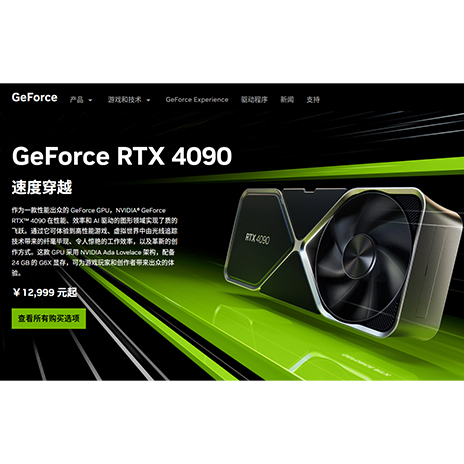 GeForce
产品 游戏和技术 GeForce Experience 驱动程序 新闻 支持
GeForce RTX 4090
速度穿越
作为一款性能出众的 GeForce GPU，NVIDIA® GeForce
RTX™ 4090 在性能、效率和 AI 驱动的图形领域实现了质的
飞跃。通过它可体验到高性能游戏、虚拟世界中由光线追踪
技术带来的纤毫毕现、令人惊艳的工作效率，以及革新的创
作方式。这款 GPU 采用 NVIDIA Ada Lovelace 架构，配备
24 GB 的 G6X 显存，可为游戏玩家和创作者带来出众的体
验。
￥12,999 元起
查看所有购买选项
RTX 4090